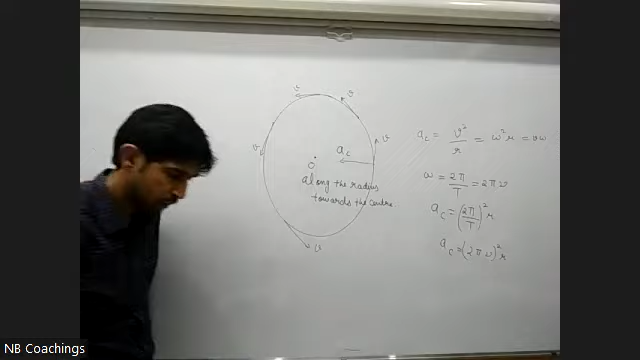 v
v
v
v
a_c
O
along the radius
towards the centre
v
a_c = v²/r = ω²r = vω
ω = 2π/T = 2πν
a_c = (2π/T)² r
a_c = (2πν)² r
NB Coachings